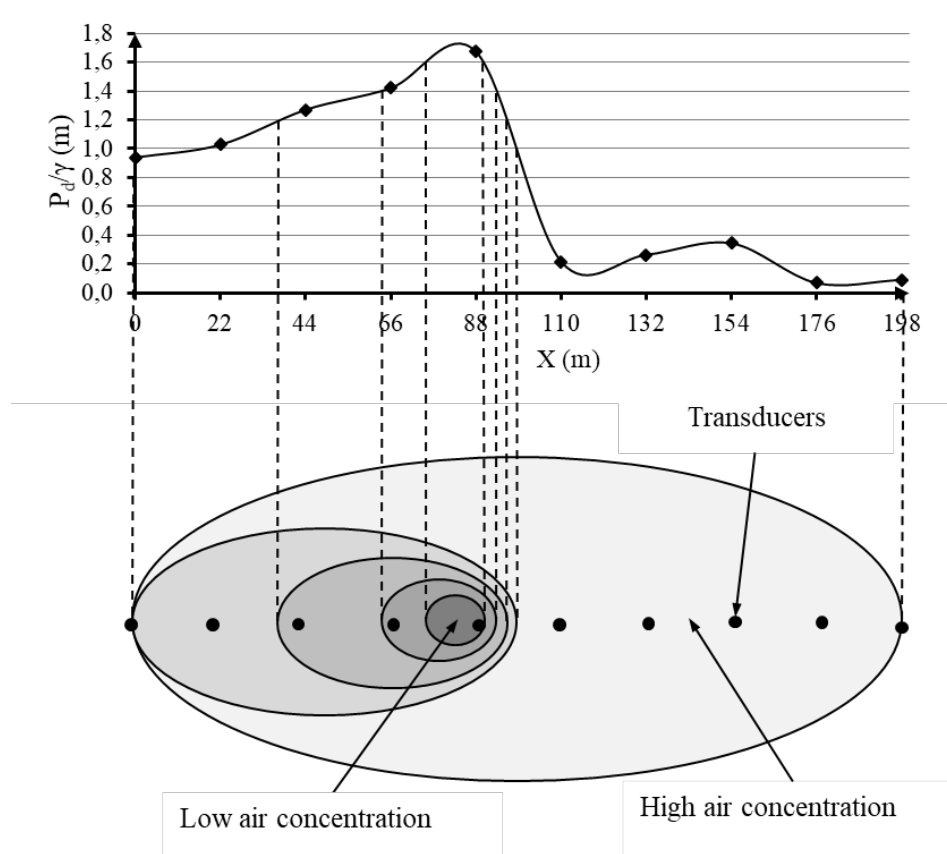 1,8
1,6
1,4
1,2
1,0
0,8
0,6
0,4
0,2
0,0
P_d/γ (m)
0 22 44 66 88 110 132 154 176 198
X (m)
Transducers
Low air concentration
High air concentration